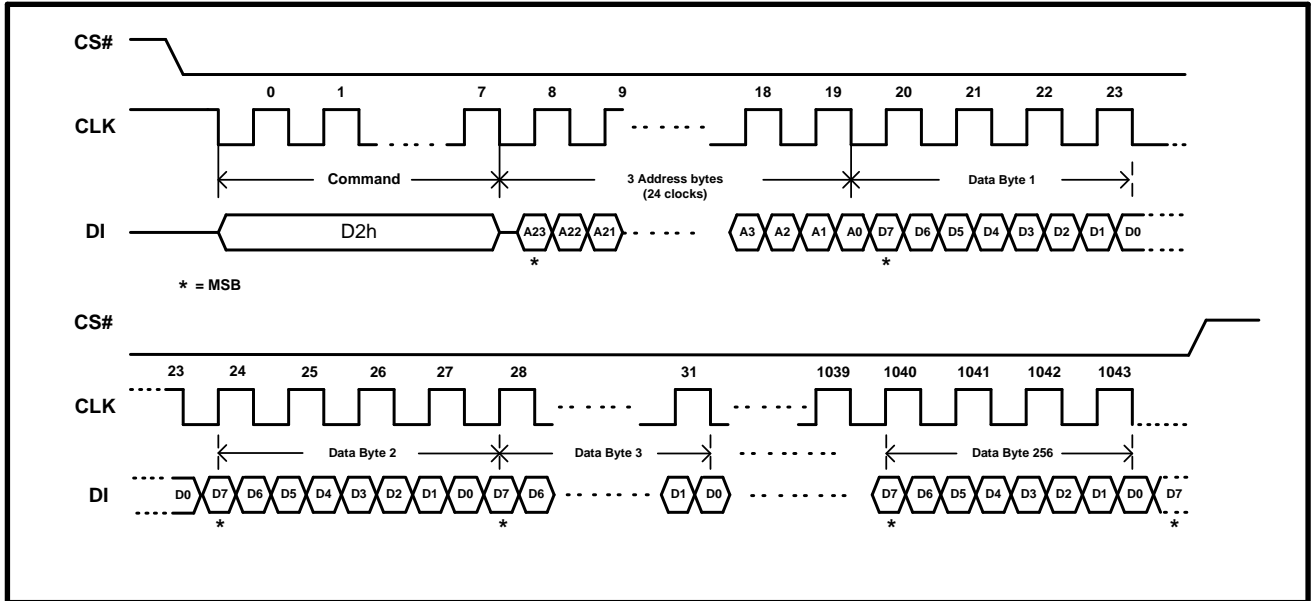 CS#
0 1 7 8 9 18 19 20 21 22 23
CLK
Command 3 Address bytes Data Byte 1
(24 clocks)
DI D2h A23 A22 A21 A3 A2 A1 A0 D7 D6 D5 D4 D3 D2 D1 D0
* *
* = MSB
CS#
23 24 25 26 27 28 31 1039 1040 1041 1042 1043
CLK
Data Byte 2 Data Byte 3 Data Byte 256
DI D0 D7 D6 D5 D4 D3 D2 D1 D0 D7 D6 D1 D0 D7 D6 D5 D4 D3 D2 D1 D0 D7
* * * *